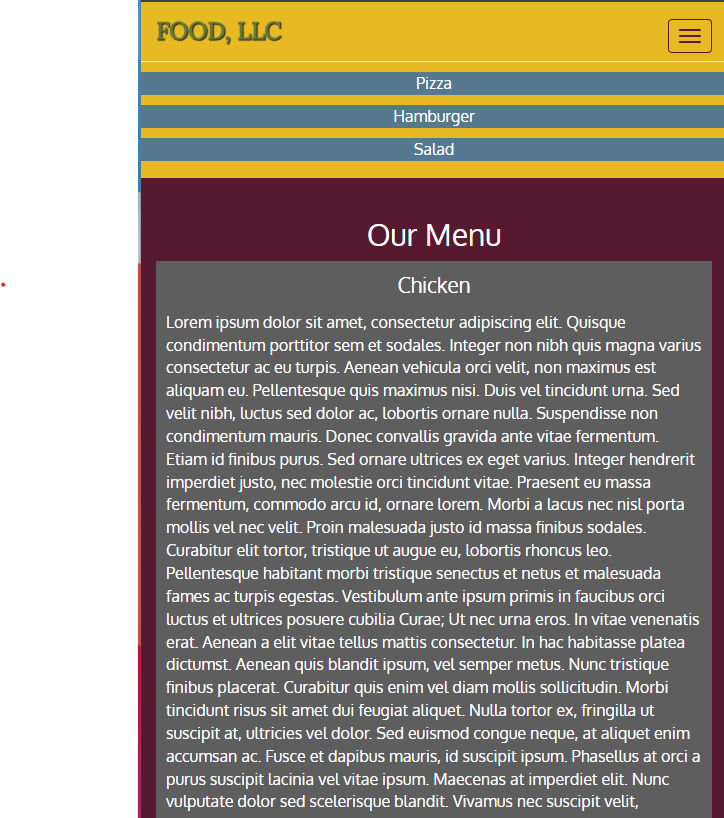 FOOD, LLC
Pizza
Hamburger
Salad
Our Menu
Chicken
Lorem ipsum dolor sit amet, consectetur adipiscing elit. Quisque
condimentum porttitor sem et sodales. Integer non nibh quis magna varius
consectetur ac eu turpis. Aenean vehicula orci velit, non maximus est
aliquam eu. Pellentesque quis maximus nisi. Duis vel tincidunt urna. Sed
velit nibh, luctus sed dolor ac, lobortis ornare nulla. Suspendisse non
condimentum mauris. Donec convallis gravida ante vitae fermentum.
Etiam id finibus purus. Sed ornare ultrices ex eget varius. Integer hendrerit
imperdiet justo, nec molestie orci tincidunt vitae. Praesent eu massa
fermentum, commodo arcu id, ornare lorem. Morbi a lacus nec nisl porta
mollis vel nec velit. Proin malesuada justo id massa finibus sodales.
Curabitur elit tortor, tristique ut augue eu, lobortis rhoncus leo.
Pellentesque habitant morbi tristique senectus et netus et malesuada
fames ac turpis egestas. Vestibulum ante ipsum primis in faucibus orci
luctus et ultrices posuere cubilia Curae; Ut nec urna eros. In vitae venenatis
erat. Aenean a elit vitae tellus mattis consectetur. In hac habitasse platea
dictumst. Aenean quis blandit ipsum, vel semper metus. Nunc tristique
finibus placerat. Curabitur quis enim vel diam mollis sollicitudin. Morbi
tincidunt risus sit amet dui feugiat aliquet. Nulla tortor ex, fringilla ut
suscipit at, ultricies vel dolor. Sed euismod congue neque, at aliquet enim
accumsan ac. Fusce et dapibus mauris, id suscipit ipsum. Phasellus at orci a
purus suscipit lacinia vel vitae ipsum. Maecenas at imperdiet elit. Nunc
vulputate dolor sed scelerisque blandit. Vivamus nec suscipit velit,